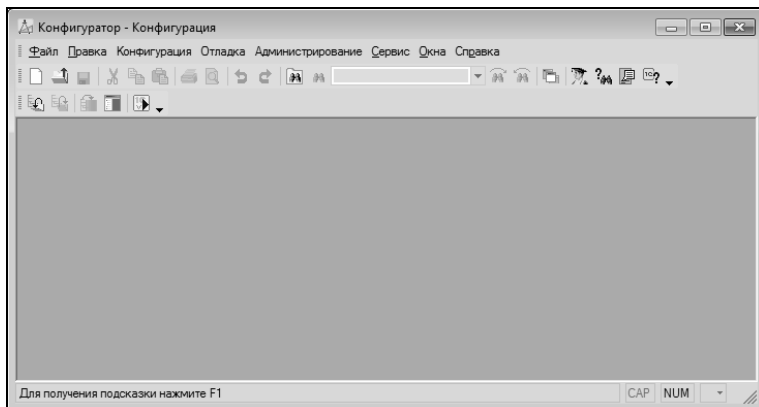 Конфигуратор - Конфигурация
Файл Правка Конфигурация Отладка Администрирование Сервис Окна Справка
Для получения подсказки нажмите F1 CAP NUM